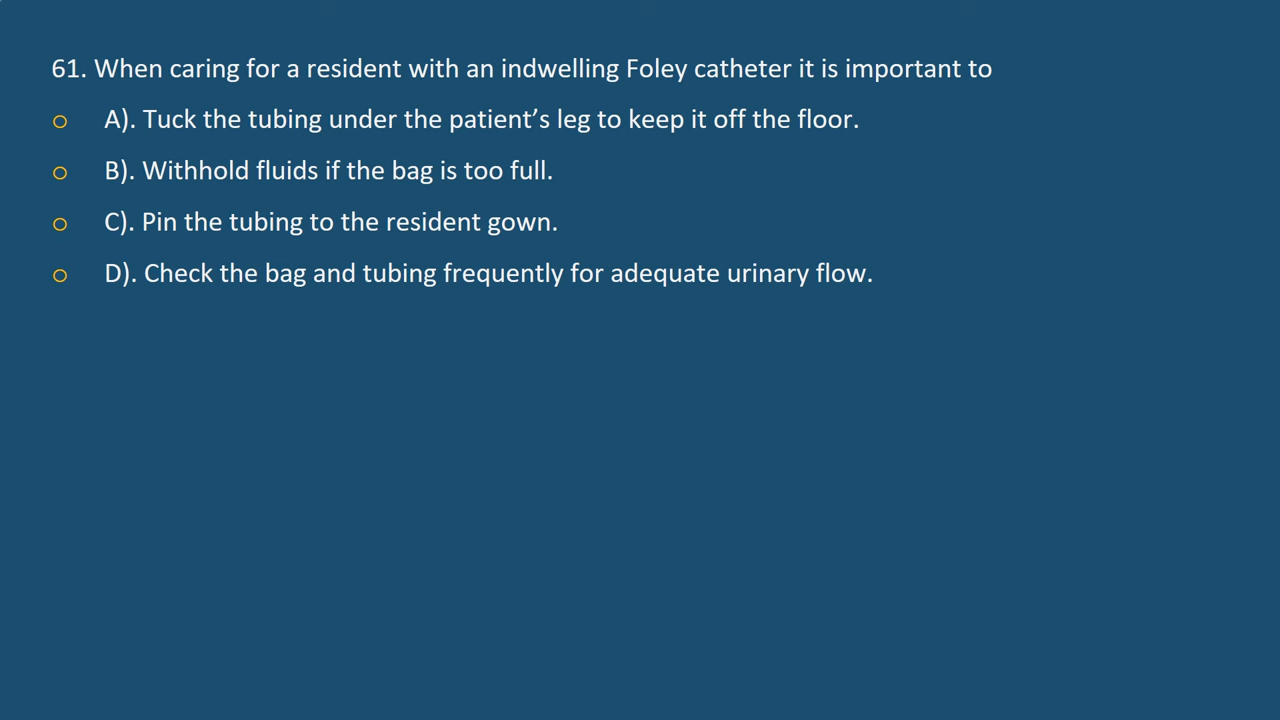 61. When caring for a resident with an indwelling Foley catheter it is important to
o A). Tuck the tubing under the patient’s leg to keep it off the floor.
o B). Withhold fluids if the bag is too full.
o C). Pin the tubing to the resident gown.
o D). Check the bag and tubing frequently for adequate urinary flow.